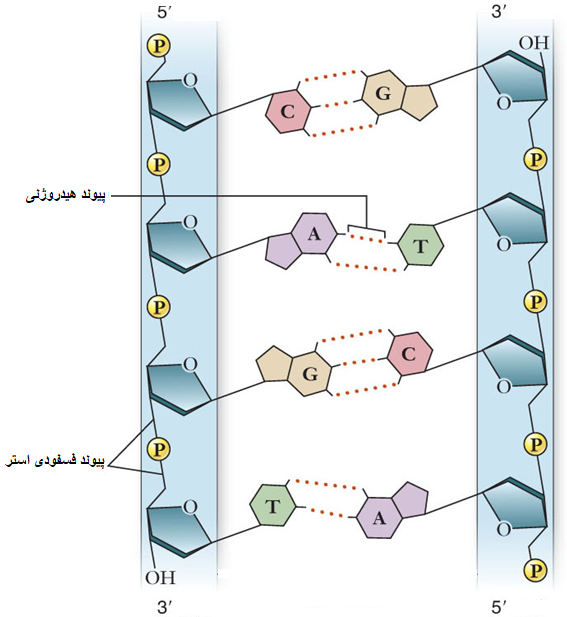 5′ 3′
P OH
O C G O
P P
پیوند هیدروژنی
O A T O
P P
O G C O
P P
پیوند فسفودی استر
O T A O
OH P
3′ 5′